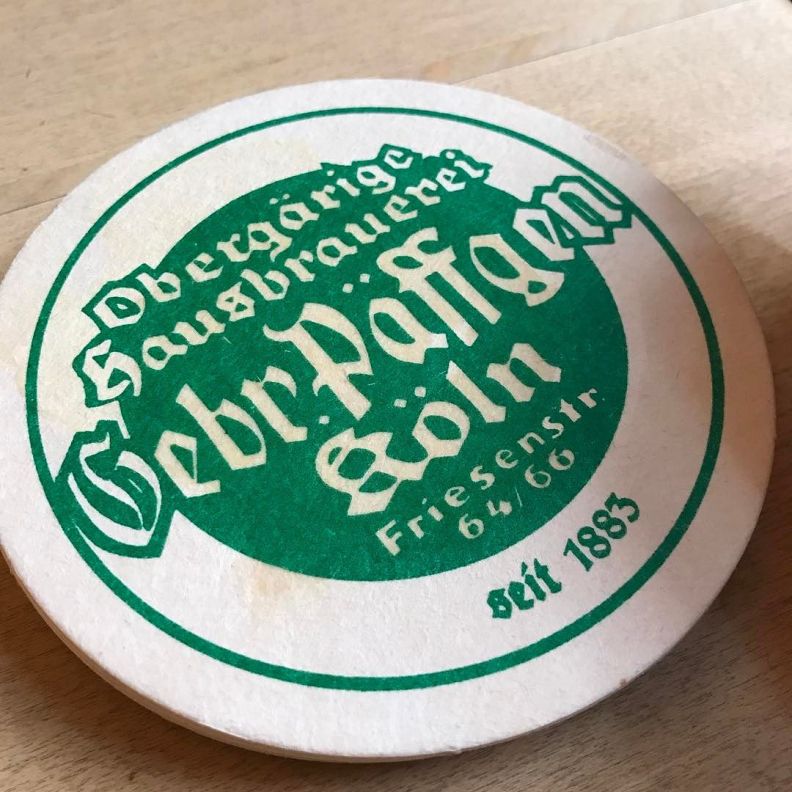 Obergärige
Hausbrauerei
Gebr. Päffgen
Köln
Friesenstr.
64/66
seit 1883